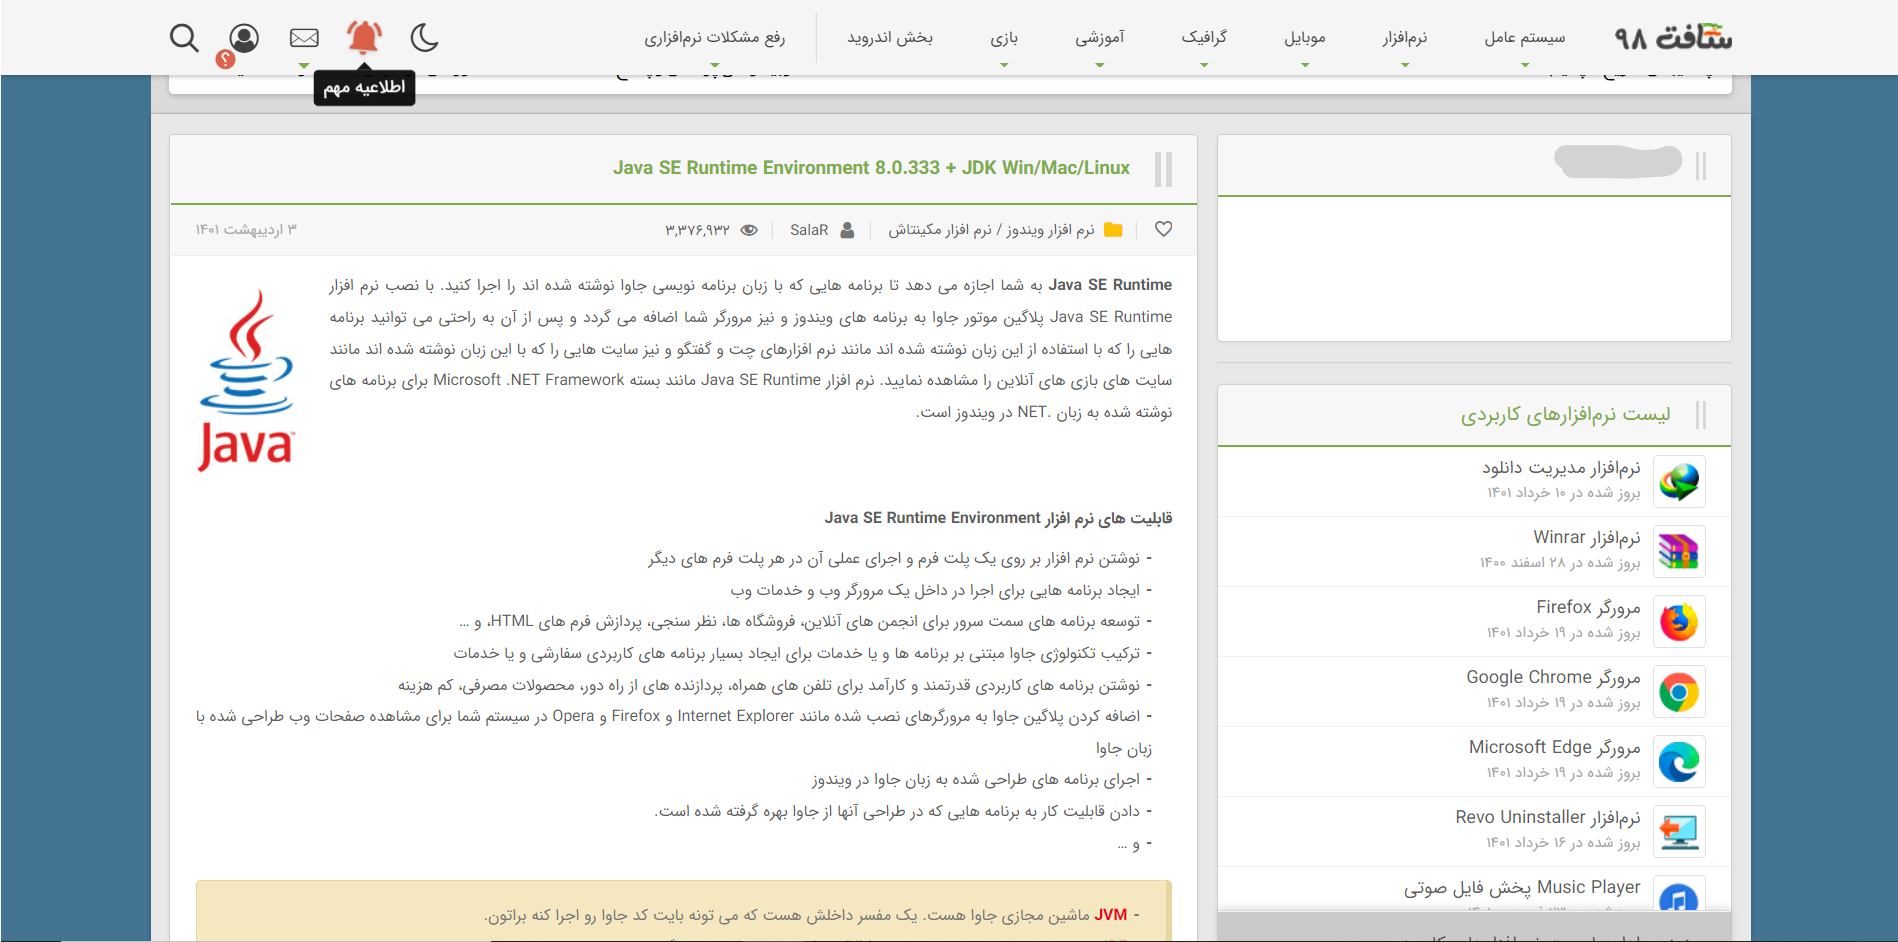 سافت ۹۸
سیستم عامل
نرم‌افزار
موبایل
گرافیک
آموزشی
بازی
بخش اندروید
رفع مشکلات نرم‌افزاری
؟
اطلاعیه مهم
Java SE Runtime Environment 8.0.333 + JDK Win/Mac/Linux
نرم افزار ویندوز / نرم افزار مکینتاش
SalaR
۳,۳۷۶,۹۳۲
۳ اردیبهشت ۱۴۰۱
Java SE Runtime به شما اجازه می دهد تا برنامه هایی که با زبان برنامه نویسی جاوا نوشته شده اند را اجرا کنید. با نصب نرم افزار
Java SE Runtime پلاگین موتور جاوا به برنامه های ویندوز و نیز مرورگر شما اضافه می گردد و پس از آن به راحتی می توانید برنامه
هایی را که با استفاده از این زبان نوشته شده اند مانند نرم افزارهای چت و گفتگو و نیز سایت هایی را که با این زبان نوشته شده اند مانند
سایت های بازی های آنلاین را مشاهده نمایید. نرم افزار Java SE Runtime مانند بسته Microsoft .NET Framework برای برنامه های
نوشته شده به زبان .NET در ویندوز است.
Java
قابلیت های نرم افزار Java SE Runtime Environment
- نوشتن نرم افزار بر روی یک پلت فرم و اجرای عملی آن در هر پلت فرم های دیگر
- ایجاد برنامه هایی برای اجرا در داخل یک مرورگر وب و خدمات وب
- توسعه برنامه های سمت سرور برای انجمن های آنلاین، فروشگاه ها، نظر سنجی، پردازش فرم های HTML، و ...
- ترکیب تکنولوژی جاوا مبتنی بر برنامه ها و یا خدمات برای ایجاد بسیار برنامه های کاربردی سفارشی و یا خدمات
- نوشتن برنامه های کاربردی قدرتمند و کارآمد برای تلفن های همراه، پردازنده های از راه دور، محصولات مصرفی، کم هزینه
- اضافه کردن پلاگین جاوا به مرورگرهای نصب شده مانند Internet Explorer و Firefox و Opera در سیستم شما برای مشاهده صفحات وب طراحی شده با
زبان جاوا
- اجرای برنامه های طراحی شده به زبان جاوا در ویندوز
- دادن قابلیت کار به برنامه هایی که در طراحی آنها از جاوا بهره گرفته شده است.
- و ...
- JVM ماشین مجازی جاوا هست. یک مفسر داخلش هست که می تونه بایت کد جاوا رو اجرا کنه براتون.
لیست نرم‌افزارهای کاربردی
نرم‌افزار مدیریت دانلود
بروز شده در ۱۰ خرداد ۱۴۰۱
نرم‌افزار Winrar
بروز شده در ۲۸ اسفند ۱۴۰۰
مرورگر Firefox
بروز شده در ۱۹ خرداد ۱۴۰۱
مرورگر Google Chrome
بروز شده در ۱۹ خرداد ۱۴۰۱
مرورگر Microsoft Edge
بروز شده در ۱۹ خرداد ۱۴۰۱
نرم‌افزار Revo Uninstaller
بروز شده در ۱۶ خرداد ۱۴۰۱
Music Player پخش فایل صوتی